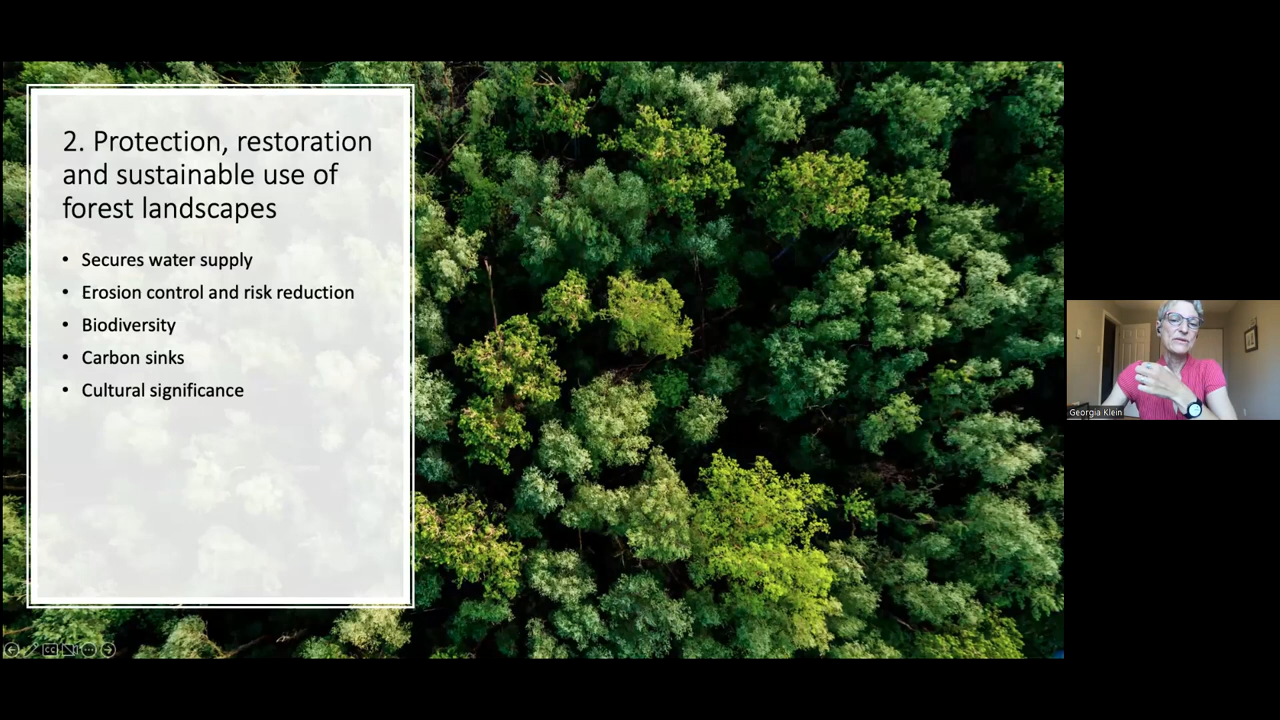 2. Protection, restoration
and sustainable use of
forest landscapes
• Secures water supply
• Erosion control and risk reduction
• Biodiversity
• Carbon sinks
• Cultural significance
Georgia Klein
CC